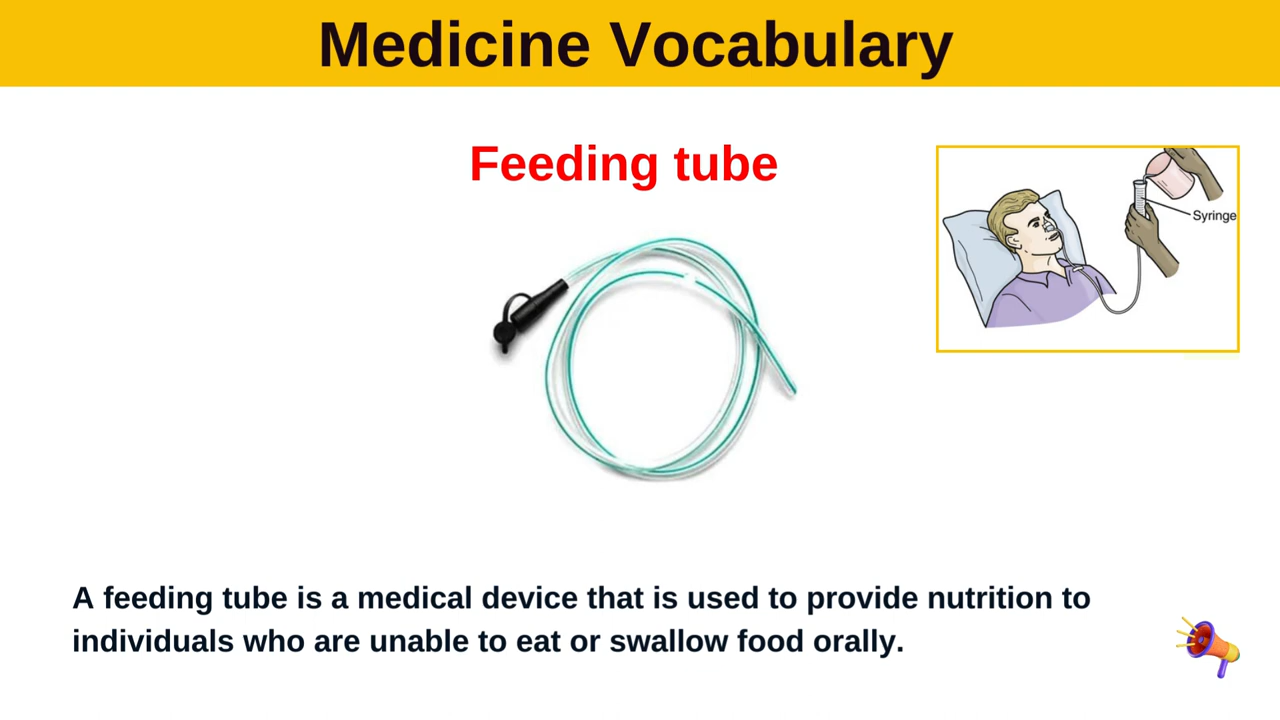 Medicine Vocabulary
Feeding tube
Syringe
A feeding tube is a medical device that is used to provide nutrition to
individuals who are unable to eat or swallow food orally.